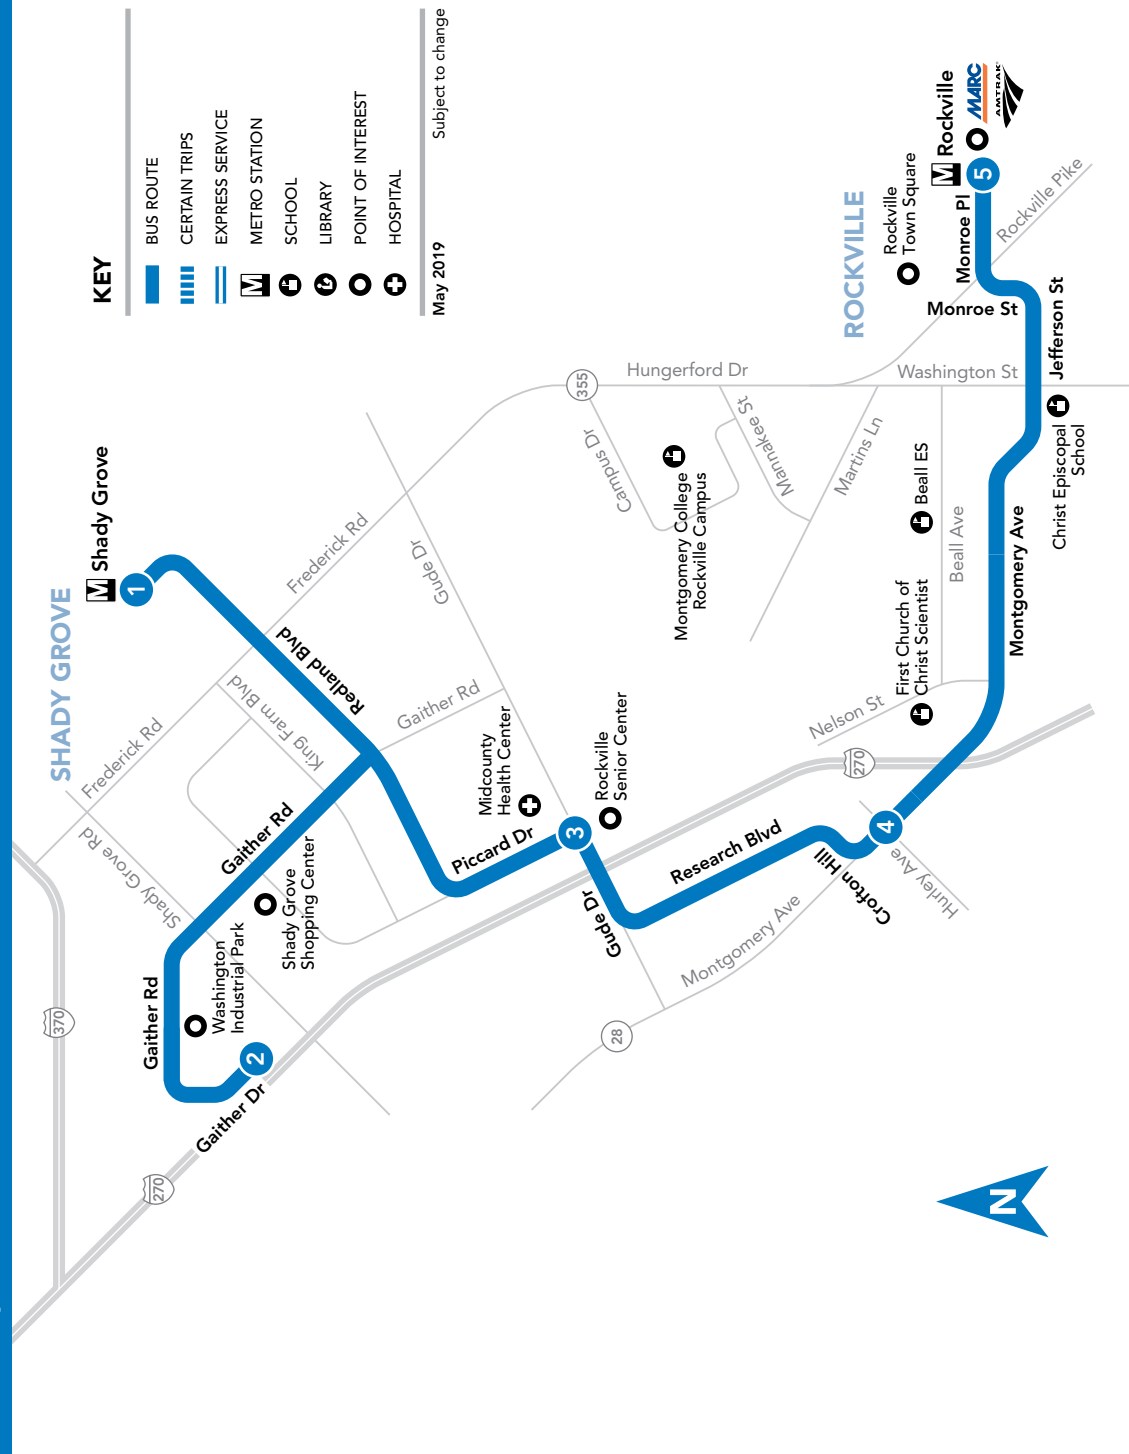 KEY
BUS ROUTE
CERTAIN TRIPS
EXPRESS SERVICE
METRO STATION
SCHOOL
LIBRARY
POINT OF INTEREST
HOSPITAL
May 2019
Subject to change
SHADY GROVE
M Shady Grove
1
Redland Blvd
Frederick Rd
Frederick Rd
King Farm Blvd
Shady Grove Rd
Gaither Rd
Gaither Rd
Gaither Rd
Gaither Dr
2
Washington
Industrial Park
Shady Grove
Shopping Center
370
270
Gude Dr
Piccard Dr
Midcounty
Health Center
3
Rockville
Senior Center
Gude Dr
Research Blvd
Montgomery Ave
28
Crofton Hill
Hurley Ave
4
270
Nelson St
First Church of
Christ Scientist
Beall ES
Beall Ave
Montgomery Ave
355
Hungerford Dr
Campus Dr
Mannakee St
Martins Ln
Montgomery College
Rockville Campus
Washington St
Christ Episcopal
School
Jefferson St
Monroe St
Monroe Pl
Rockville Pike
ROCKVILLE
Rockville
Town Square
5
M Rockville
MARC
AMTRAK
N